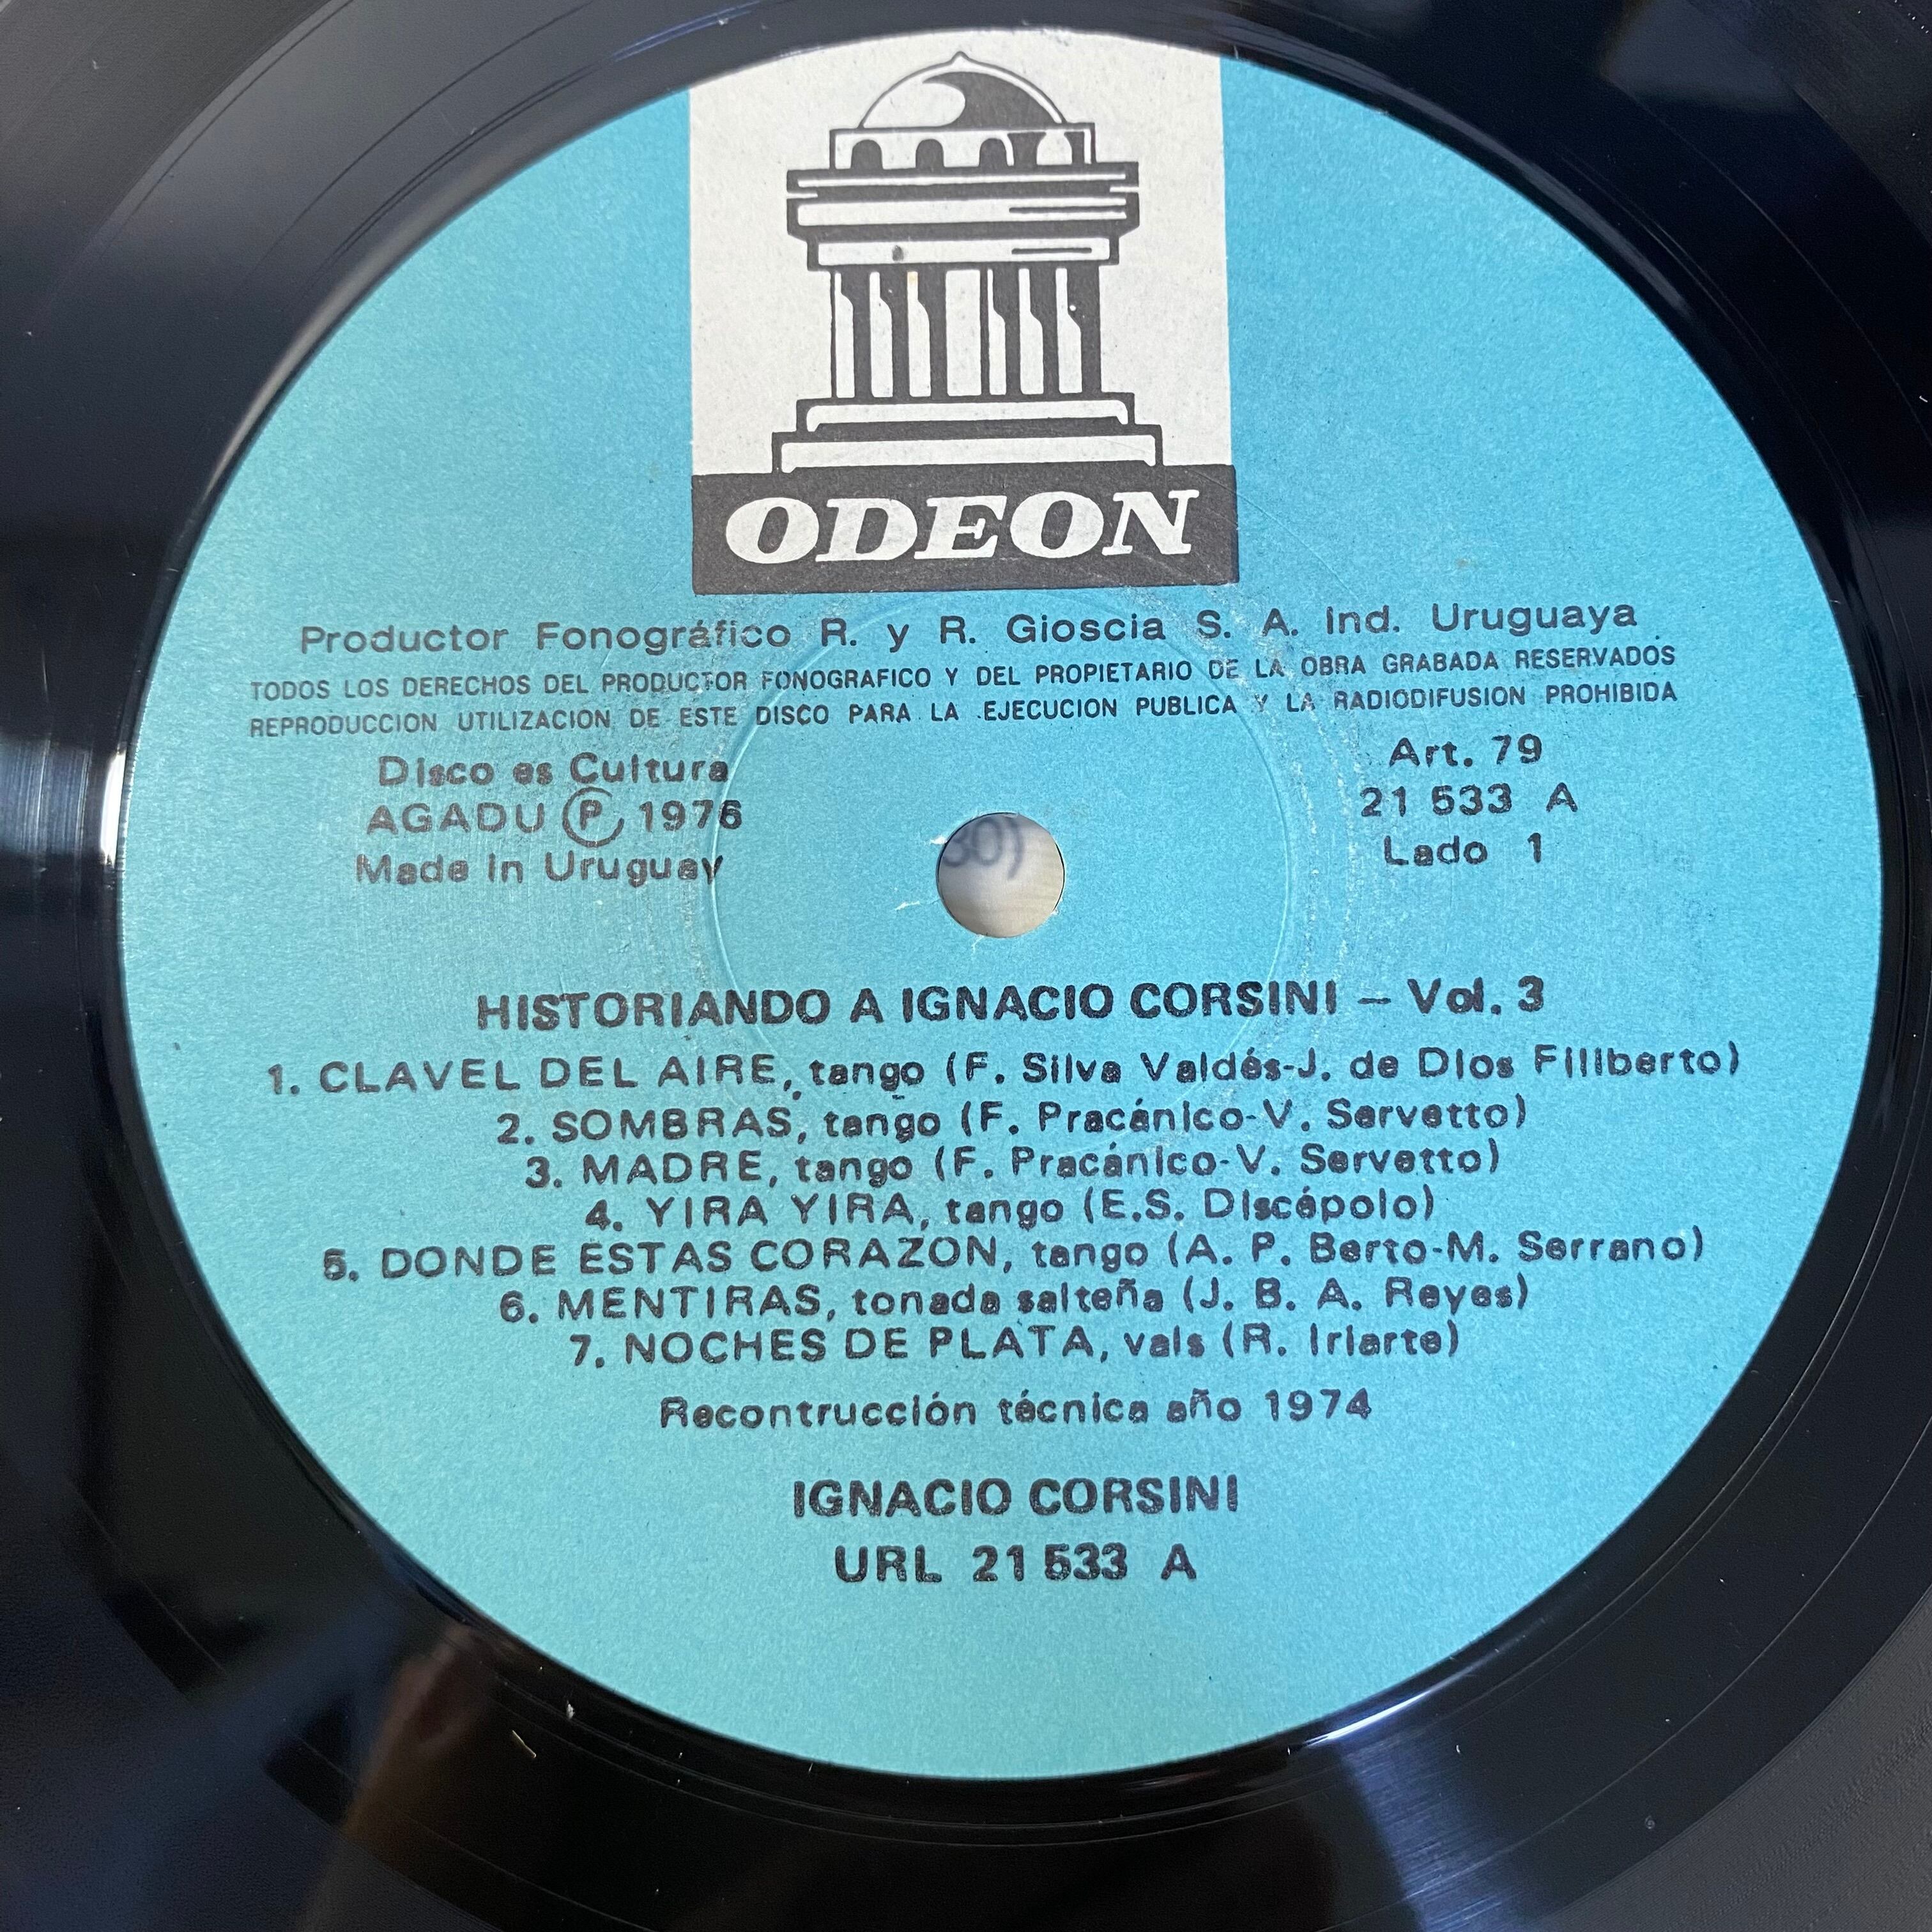 ODEON
Productor Fonográfico R. y R. Gioscia S. A. Ind. Uruguaya
TODOS LOS DERECHOS DEL PRODUCTOR FONOGRAFICO Y DEL PROPIETARIO DE LA OBRA GRABADA RESERVADOS
REPRODUCCION UTILIZACION DE ESTE DISCO PARA LA EJECUCION PUBLICA Y LA RADIODIFUSION PROHIBIDA
Disco es Cultura
AGADU Ⓟ 1976
Made in Uruguay
Art. 79
21 533 A
Lado 1
30)
HISTORIANDO A IGNACIO CORSINI – Vol. 3
1. CLAVEL DEL AIRE, tango (F. Silva Valdés-J. de Dios Filiberto)
2. SOMBRAS, tango (F. Pracánico-V. Servetto)
3. MADRE, tango (F. Pracánico-V. Servetto)
4. YIRA YIRA, tango (E.S. Discépolo)
5. DONDE ESTAS CORAZON, tango (A. P. Berto-M. Serrano)
6. MENTIRAS, tonada salteña (J. B. A. Reyes)
7. NOCHES DE PLATA, vals (R. Iriarte)
Recontrucción técnica año 1974
IGNACIO CORSINI
URL 21 533 A